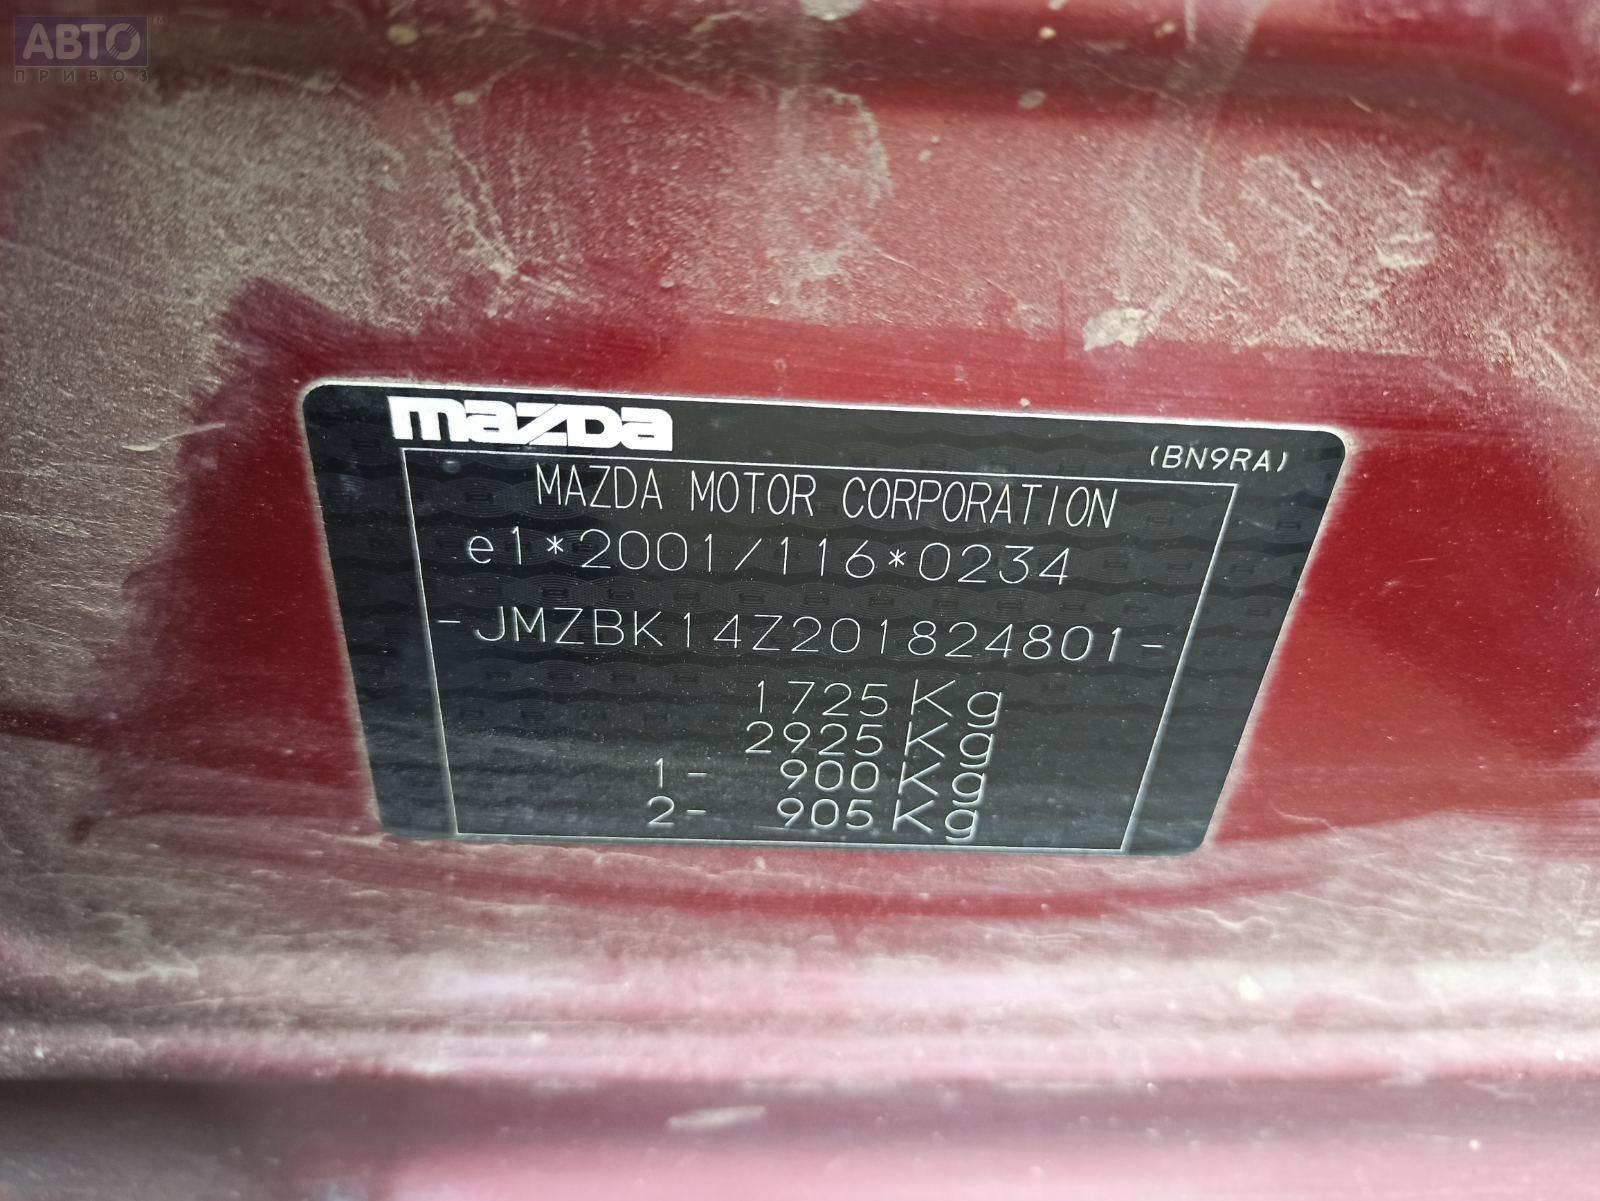 АВТО™
ПРИВОЗ
mazda
(BN9RA)
MAZDA MOTOR CORPORATION
e1*2001/116*0234
-JMZBK14Z201824801-
1725 Kg
2925 Kg
1- 900 Kg
2- 905 Kg